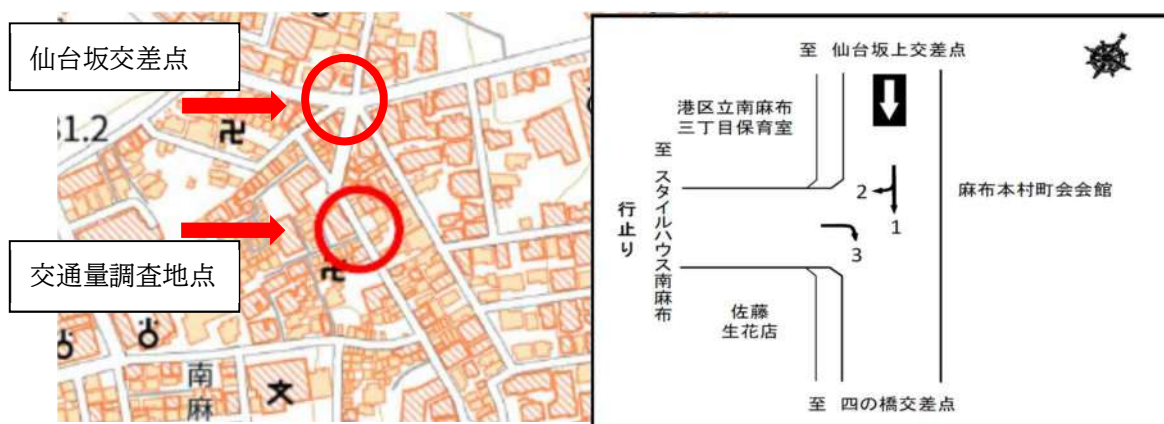 仙台坂交差点
交通量調査地点
31.2
南
麻
至 仙台坂上交差点
港区立南麻布
三丁目保育室
至 スタイルハウス南麻布
行止り
麻布本村町会会館
2
1
3
佐藤
生花店
至 四の橋交差点